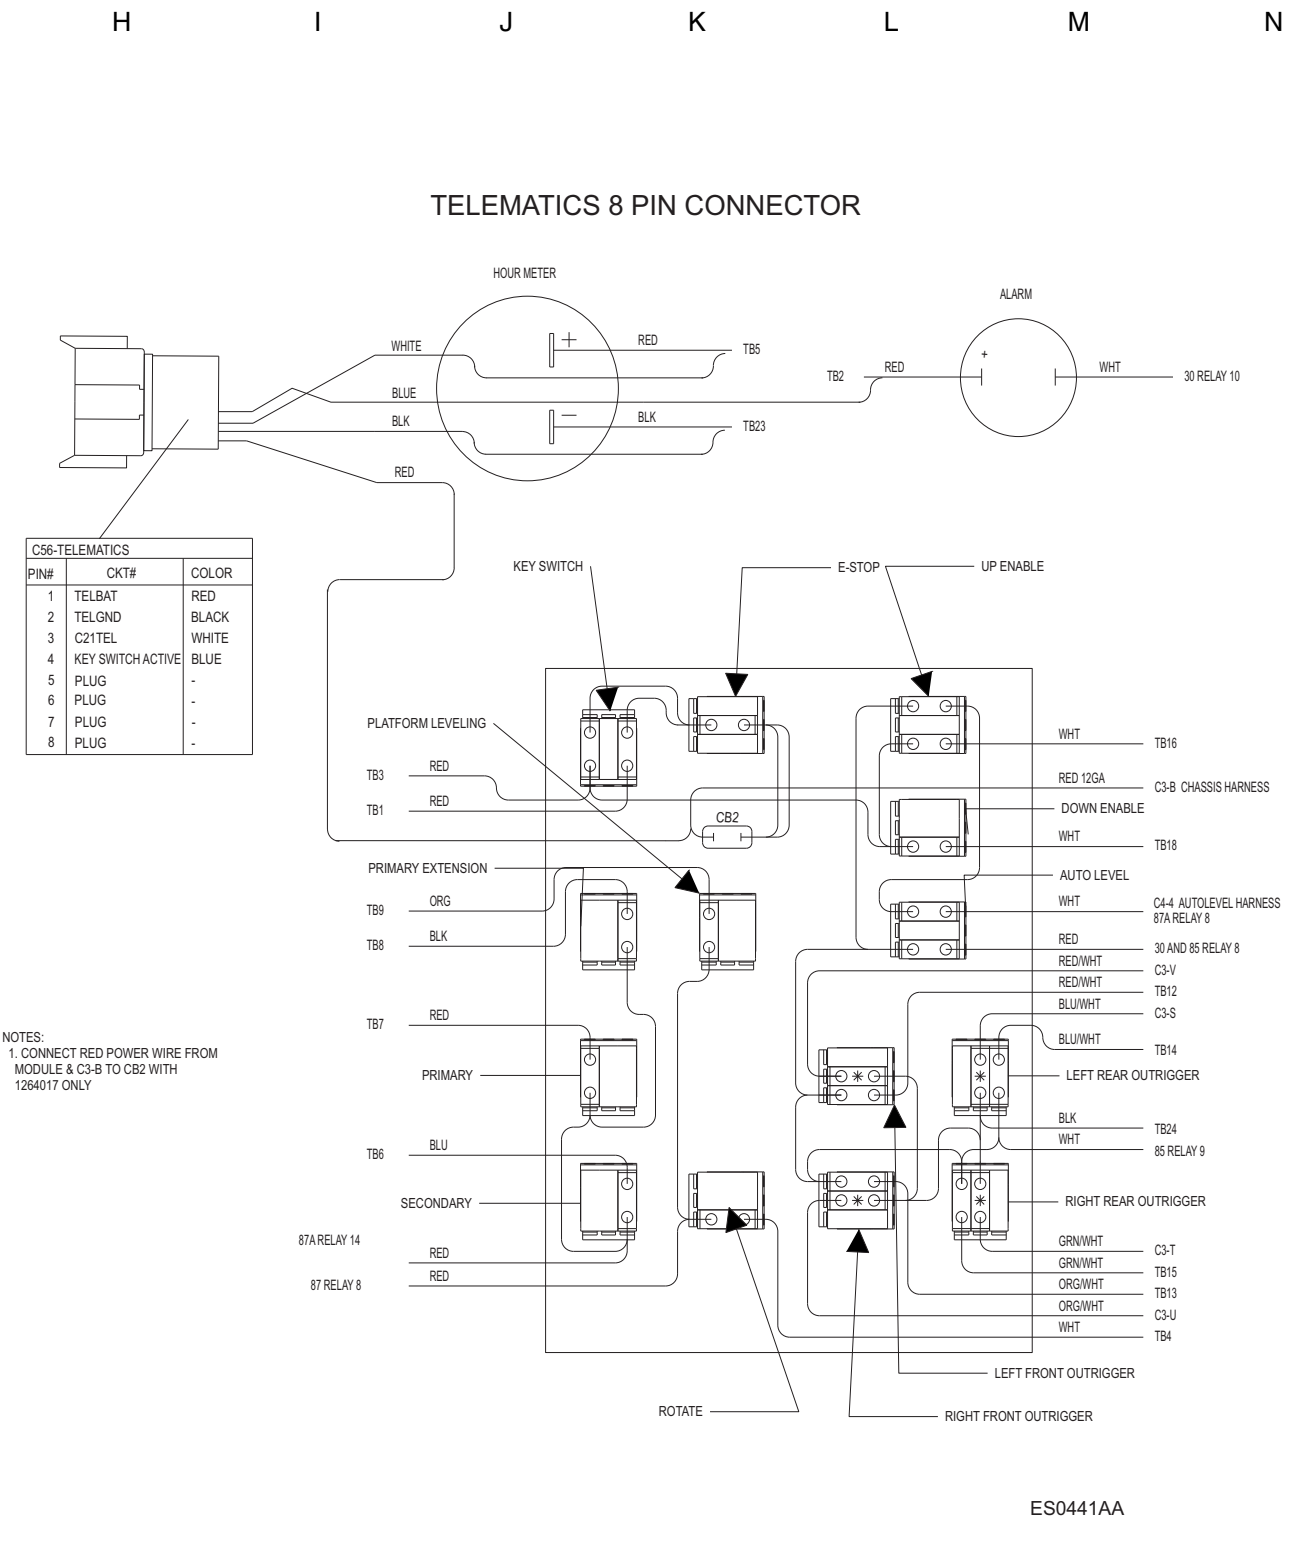 H I J K L M N
TELEMATICS 8 PIN CONNECTOR
HOUR METER
ALARM
WHITE
+
RED
TB5
TB2
RED
+
WHT
30 RELAY 10
BLUE
BLK
—
BLK
TB23
RED
C56-TELEMATICS
PIN# CKT# COLOR
1 TELBAT RED
2 TELGND BLACK
3 C21TEL WHITE
4 KEY SWITCH ACTIVE BLUE
5 PLUG -
6 PLUG -
7 PLUG -
8 PLUG -
KEY SWITCH
E-STOP
UP ENABLE
PLATFORM LEVELING
WHT
TB16
TB3
RED
RED 12GA
C3-B CHASSIS HARNESS
TB1
RED
CB2
DOWN ENABLE
WHT
TB18
PRIMARY EXTENSION
AUTO LEVEL
TB9
ORG
WHT
C4-4 AUTOLEVEL HARNESS
87A RELAY 8
TB8
BLK
RED
30 AND 85 RELAY 8
RED/WHT
C3-V
RED/WHT
TB12
BLU/WHT
C3-S
TB7
RED
BLU/WHT
TB14
NOTES:
1. CONNECT RED POWER WIRE FROM
MODULE & C3-B TO CB2 WITH
1264017 ONLY
PRIMARY
LEFT REAR OUTRIGGER
BLK
TB24
TB6
BLU
WHT
85 RELAY 9
SECONDARY
RIGHT REAR OUTRIGGER
87A RELAY 14
RED
GRN/WHT
C3-T
GRN/WHT
TB15
87 RELAY 8
RED
ORG/WHT
TB13
ORG/WHT
C3-U
WHT
TB4
LEFT FRONT OUTRIGGER
ROTATE
RIGHT FRONT OUTRIGGER
ES0441AA